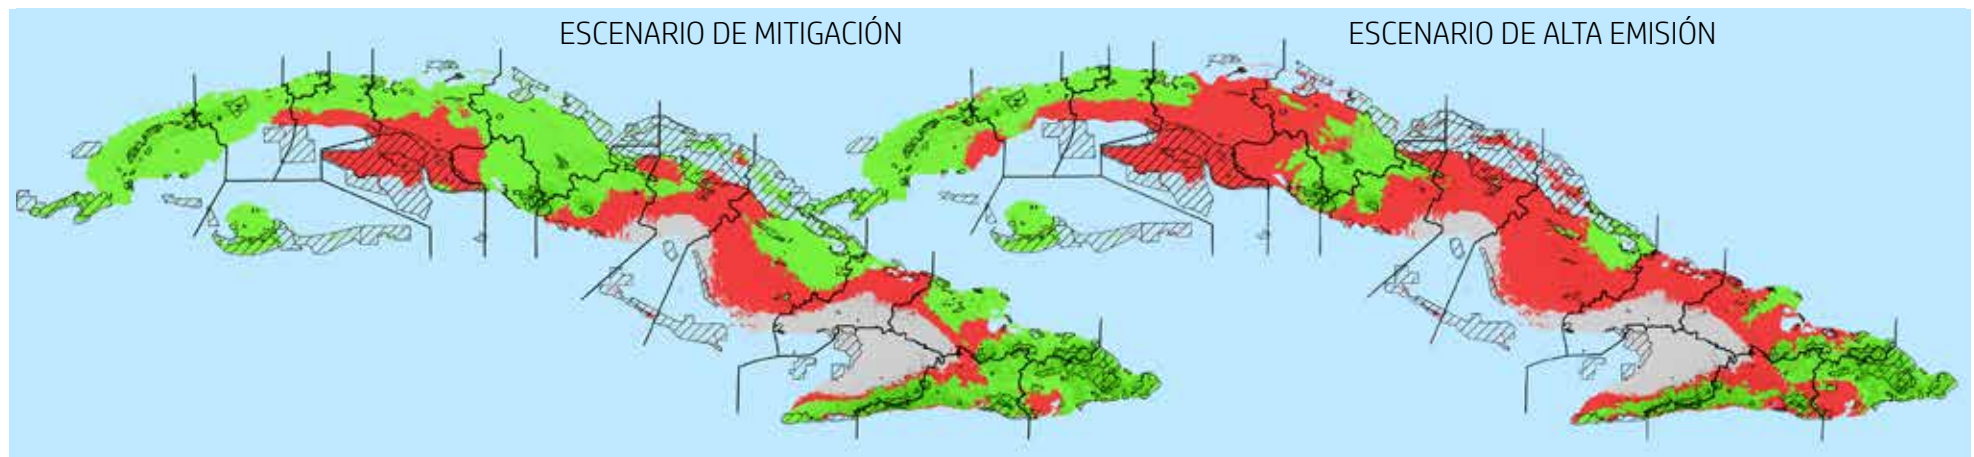 ESCENARIO DE MITIGACIÓN
ESCENARIO DE ALTA EMISIÓN